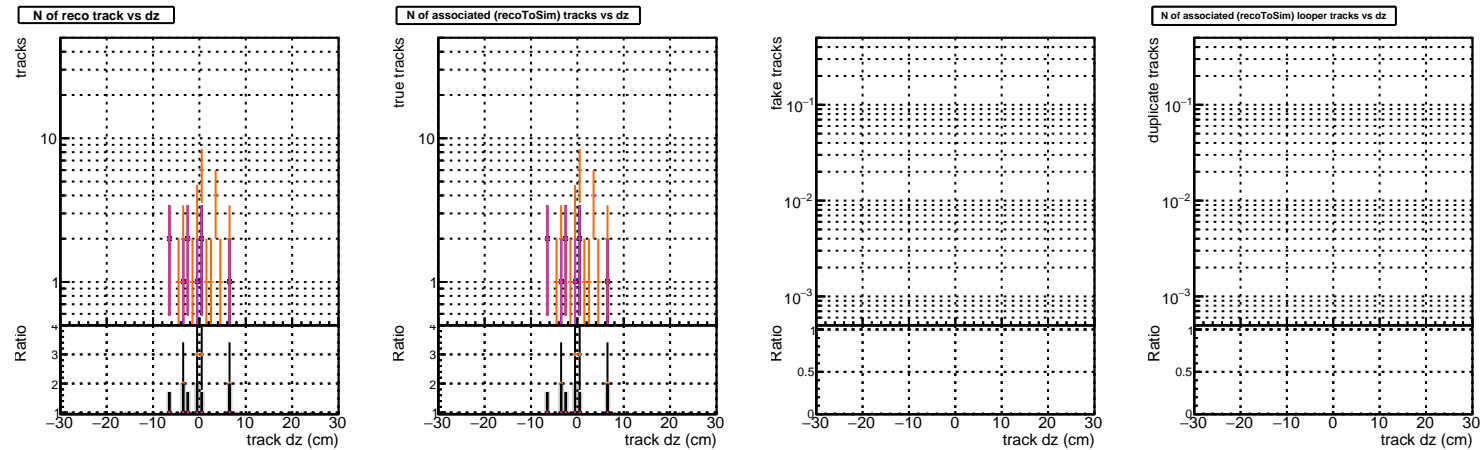 N of reco track vs dz
tracks
10
1
Ratio
4
3
2
1
−30 −20 −10 0 10 20 30
track dz (cm)
N of associated (recoToSim) tracks vs dz
true tracks
10
1
Ratio
4
3
2
1
−30 −20 −10 0 10 20 30
track dz (cm)
fake tracks
10⁻¹
10⁻²
10⁻³
Ratio
1
0.5
0
−30 −20 −10 0 10 20 30
track dz (cm)
N of associated (recoToSim) looper tracks vs dz
duplicate tracks
10⁻¹
10⁻²
10⁻³
Ratio
1
0.5
0
−30 −20 −10 0 10 20 30
track dz (cm)